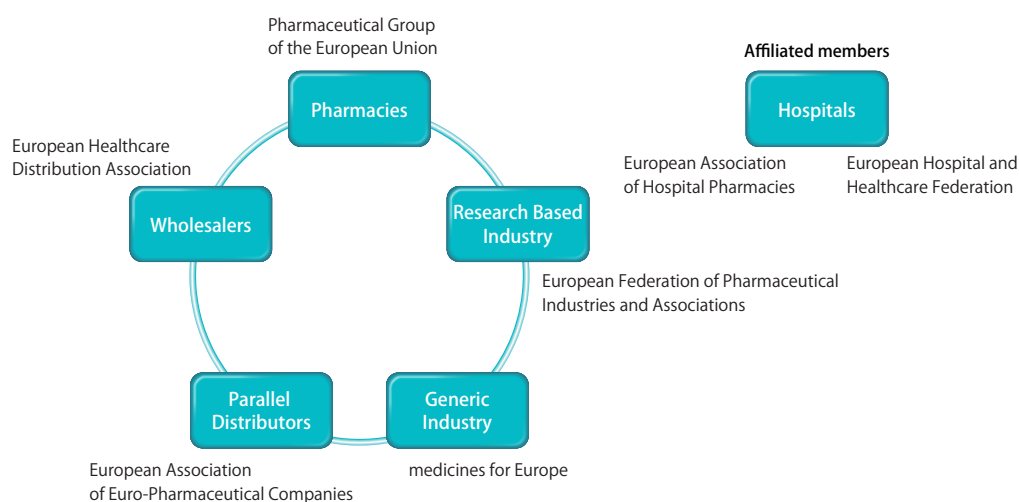 Pharmaceutical Group
of the European Union
Pharmacies
European Healthcare
Distribution Association
Wholesalers
Research Based
Industry
European Federation of Pharmaceutical
Industries and Associations
Parallel
Distributors
European Association
of Euro-Pharmaceutical Companies
Generic
Industry
medicines for Europe
Affiliated members
Hospitals
European Association
of Hospital Pharmacies
European Hospital and
Healthcare Federation